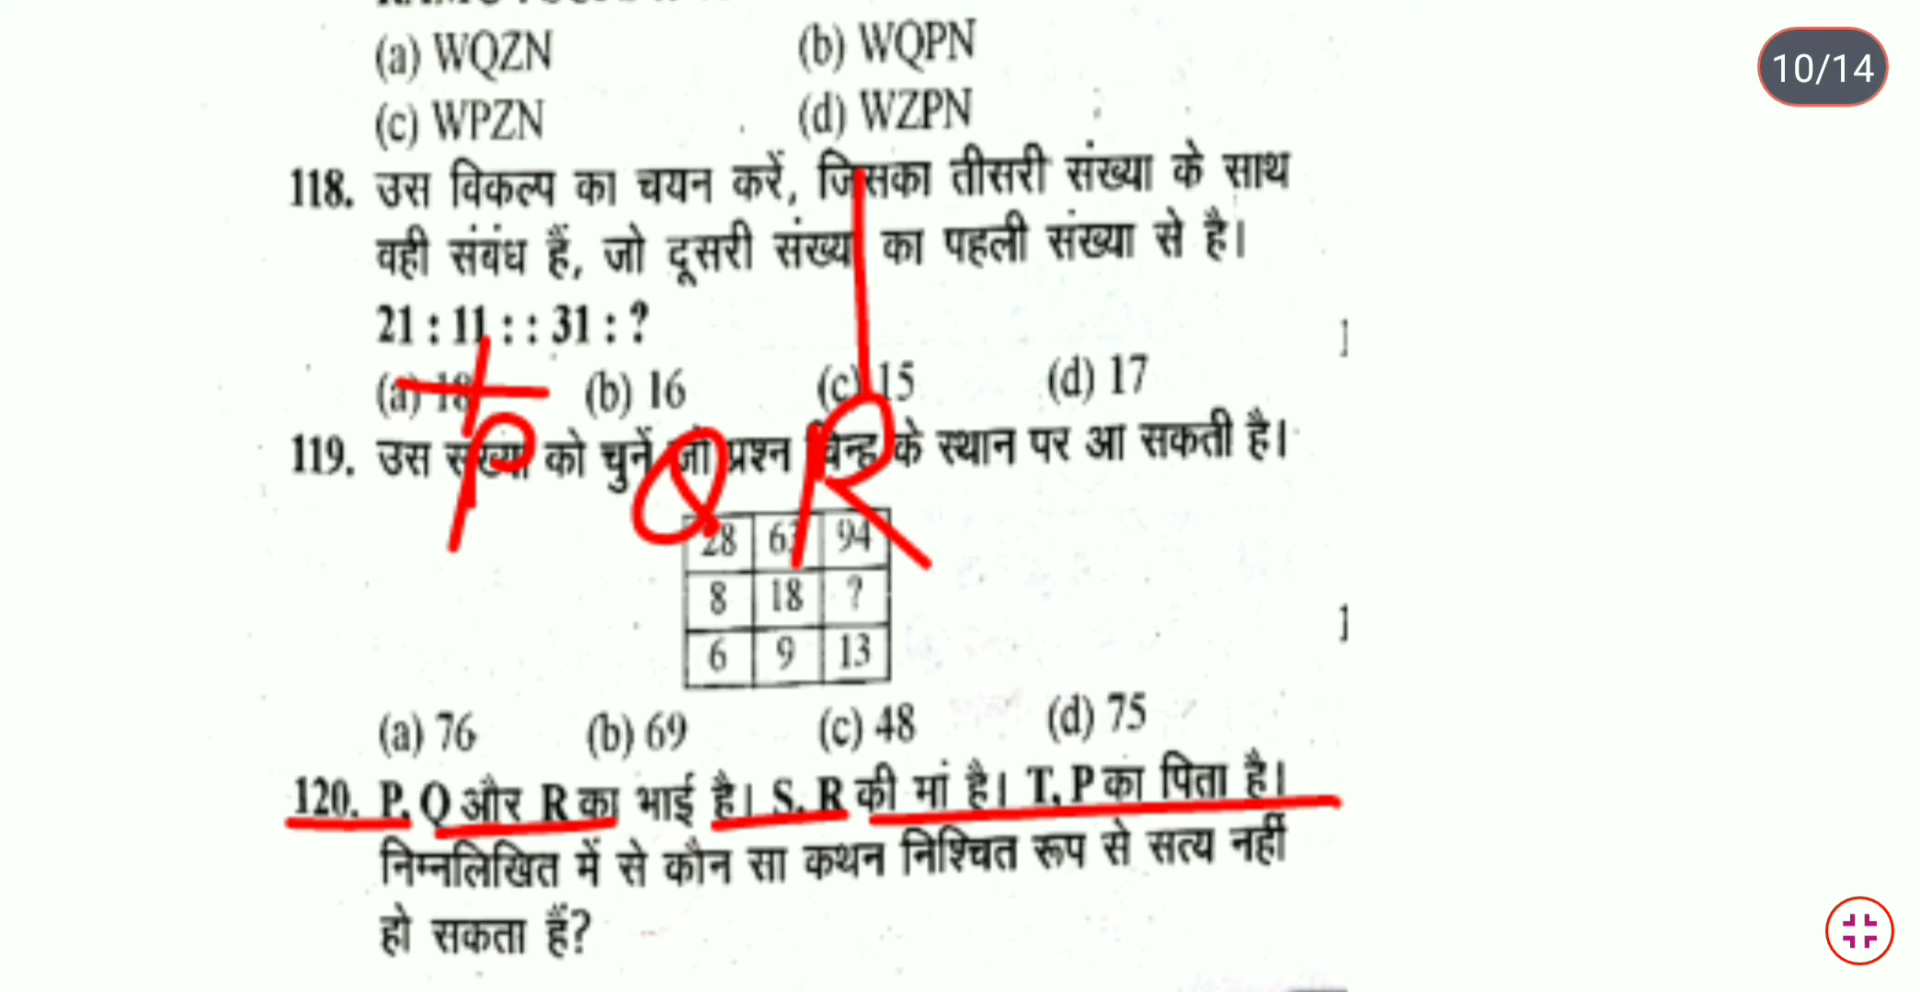 (a) WQZN (b) WQPN
(c) WPZN (d) WZPN
118. उस विकल्प का चयन करें, जिसका तीसरी संख्या के साथ
वही संबंध हैं, जो दूसरी संख्या का पहली संख्या से है।
21 : 11 : : 31 : ?
(a) 18 (b) 16 (c) 15 (d) 17
119. उस संख्या को चुनें जो प्रश्न चिन्ह के स्थान पर आ सकती है।
P Q R
28 63 94
8 18 ?
6 9 13
(a) 76 (b) 69 (c) 48 (d) 75
120. P, Q और R का भाई है। S, R की मां है। T, P का पिता है।
निम्नलिखित में से कौन सा कथन निश्चित रूप से सत्य नहीं
हो सकता हैं?
10/14